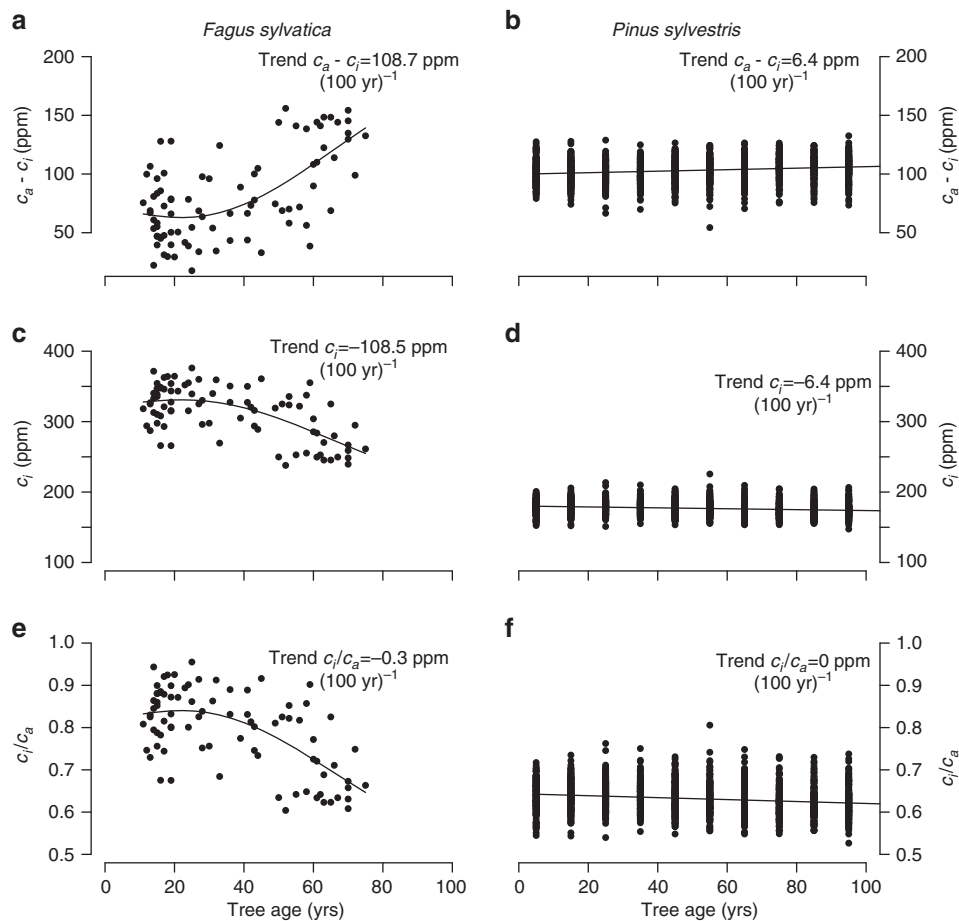 a
Fagus sylvatica
Trend ca - ci=108.7 ppm
(100 yr)−1
200
150
100
50
ca - ci (ppm)
0 20 40 60 80 100
b
Pinus sylvestris
Trend ca - ci=6.4 ppm
(100 yr)−1
200
150
100
50
ca - ci (ppm)
c
Trend ci=−108.5 ppm
(100 yr)−1
400
300
200
100
ci (ppm)
d
Trend ci=−6.4 ppm
(100 yr)−1
400
300
200
100
ci (ppm)
e
Trend ci/ca=−0.3 ppm
(100 yr)−1
1.0
0.9
0.8
0.7
0.6
0.5
ci/ca
0 20 40 60 80 100
Tree age (yrs)
f
Trend ci/ca=0 ppm
(100 yr)−1
1.0
0.9
0.8
0.7
0.6
0.5
ci/ca
0 20 40 60 80 100
Tree age (yrs)